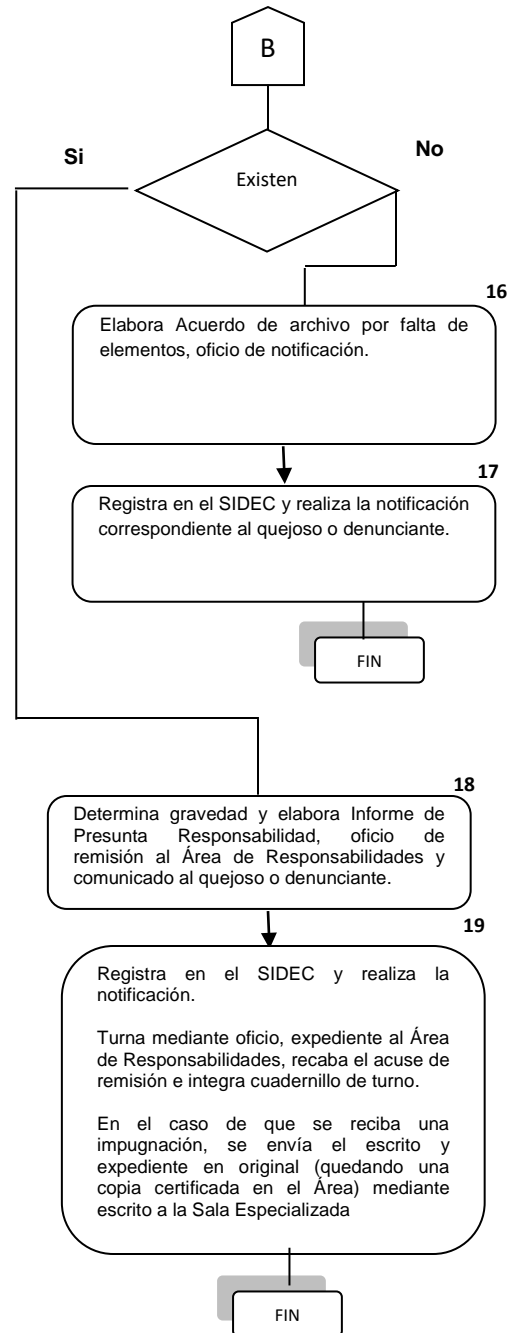 B
Si
No
Existen
16
Elabora Acuerdo de archivo por falta de
elementos, oficio de notificación.
17
Registra en el SIDEC y realiza la notificación
correspondiente al quejoso o denunciante.
FIN
18
Determina gravedad y elabora Informe de
Presunta Responsabilidad, oficio de
remisión al Área de Responsabilidades y
comunicado al quejoso o denunciante.
19
Registra en el SIDEC y realiza la
notificación.
Turna mediante oficio, expediente al Área
de Responsabilidades, recaba el acuse de
remisión e integra cuadernillo de turno.
En el caso de que se reciba una
impugnación, se envía el escrito y
expediente en original (quedando una
copia certificada en el Área) mediante
escrito a la Sala Especializada
FIN